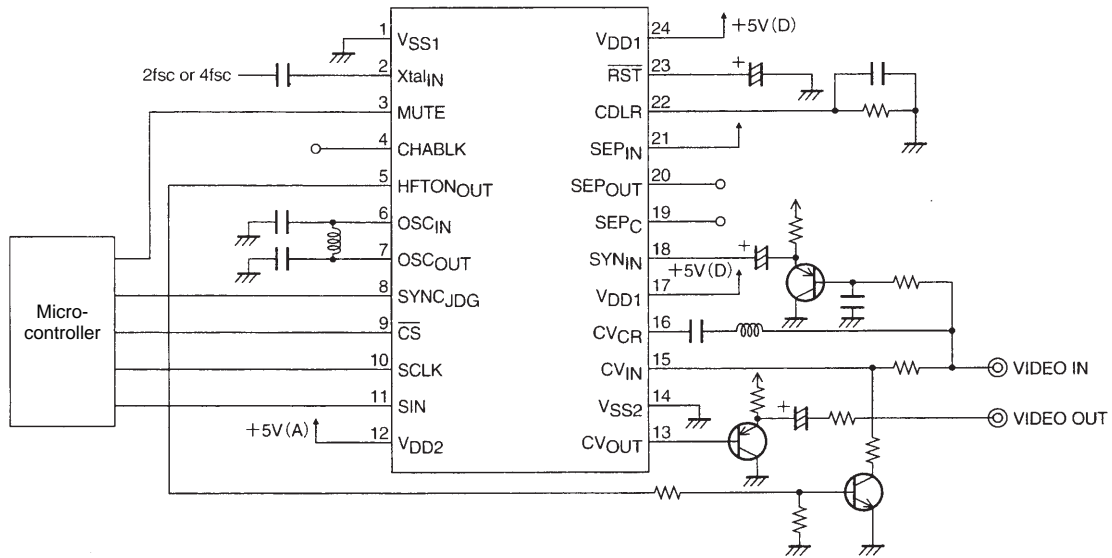 1 VSS1
2fsc or 4fsc 2 XtalIN
3 MUTE
4 CHABLK
5 HFTONOUT
6 OSCIN
7 OSCOUT
8 SYNCJDG
9 CS
10 SCLK
11 SIN
+5V(A) 12 VDD2
Micro-
controller
VDD1 24 +5V(D)
RST 23 +
CDLR 22
SEPIN 21
SEPOUT 20
SEPC 19
SYNIN 18 +
VDD1 17 +5V(D)
CVCR 16
CVIN 15 VIDEO IN
VSS2 14
+ VIDEO OUT
CVOUT 13